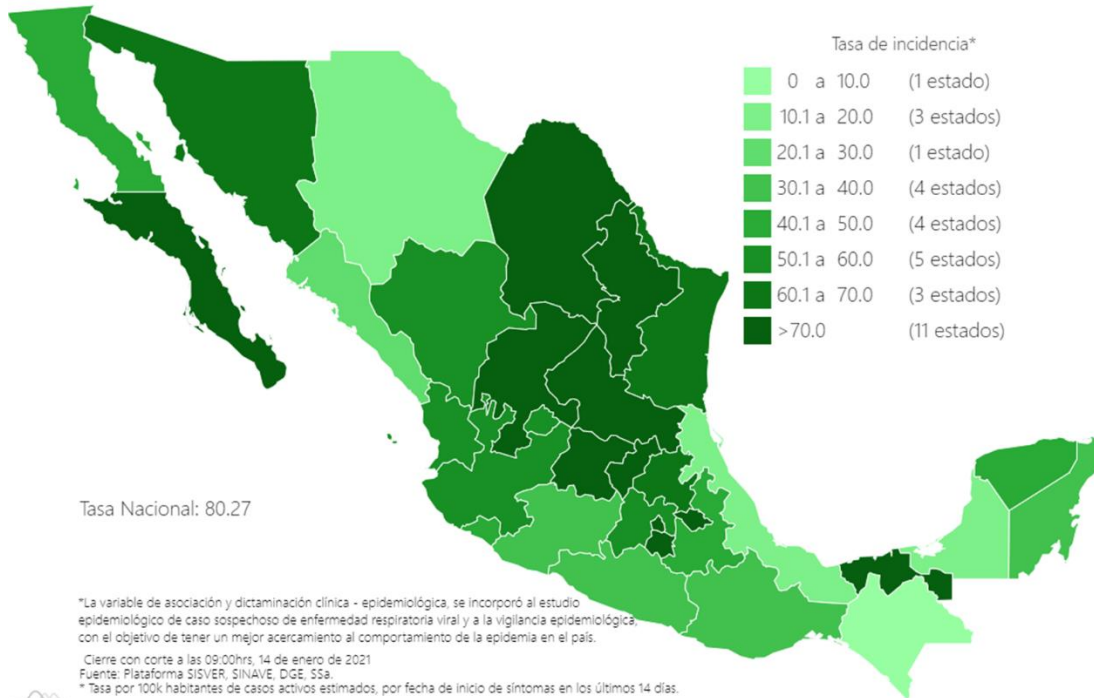 Tasa de incidencia*
0 a 10.0 (1 estado)
10.1 a 20.0 (3 estados)
20.1 a 30.0 (1 estado)
30.1 a 40.0 (4 estados)
40.1 a 50.0 (4 estados)
50.1 a 60.0 (5 estados)
60.1 a 70.0 (3 estados)
>70.0 (11 estados)
Tasa Nacional: 80.27
*La variable de asociación y dictaminación clínica - epidemiológica, se incorporó al estudio
epidemiológico de caso sospechoso de enfermedad respiratoria viral y a la vigilancia epidemiológica,
con el objetivo de tener un mejor acercamiento al comportamiento de la epidemia en el país.
Cierre con corte a las 09:00hrs, 14 de enero de 2021
Fuente: Plataforma SISVER, SINAVE, DGE, SSa.
* Tasa por 100k habitantes de casos activos estimados, por fecha de inicio de síntomas en los últimos 14 días.